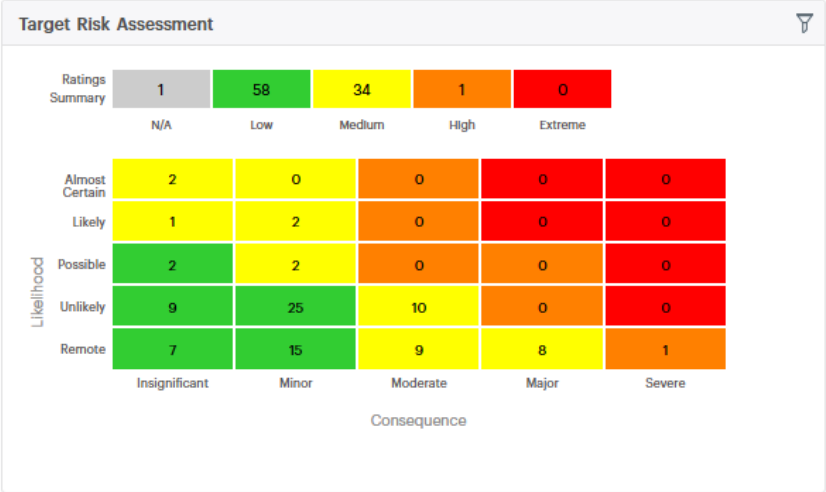 Target Risk Assessment
Ratings
Summary
1 58 34 1 0
N/A Low Medium High Extreme
Almost
Certain
2 0 0 0 0
Likely 1 2 0 0 0
Possible 2 2 0 0 0
Unlikely 9 25 10 0 0
Remote 7 15 9 8 1
Likelihood
Insignificant Minor Moderate Major Severe
Consequence